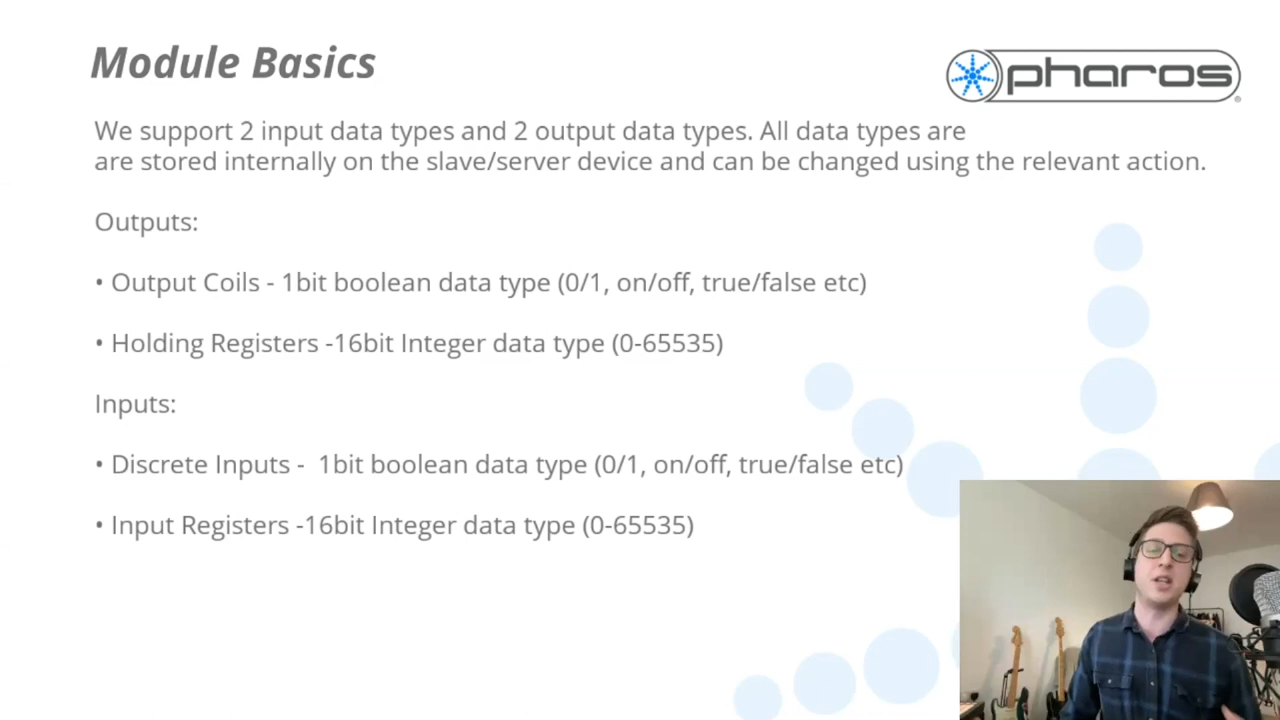 Module Basics
pharos
®
We support 2 input data types and 2 output data types. All data types are
are stored internally on the slave/server device and can be changed using the relevant action.
Outputs:
• Output Coils - 1bit boolean data type (0/1, on/off, true/false etc)
• Holding Registers -16bit Integer data type (0-65535)
Inputs:
• Discrete Inputs -  1bit boolean data type (0/1, on/off, true/false etc)
• Input Registers -16bit Integer data type (0-65535)